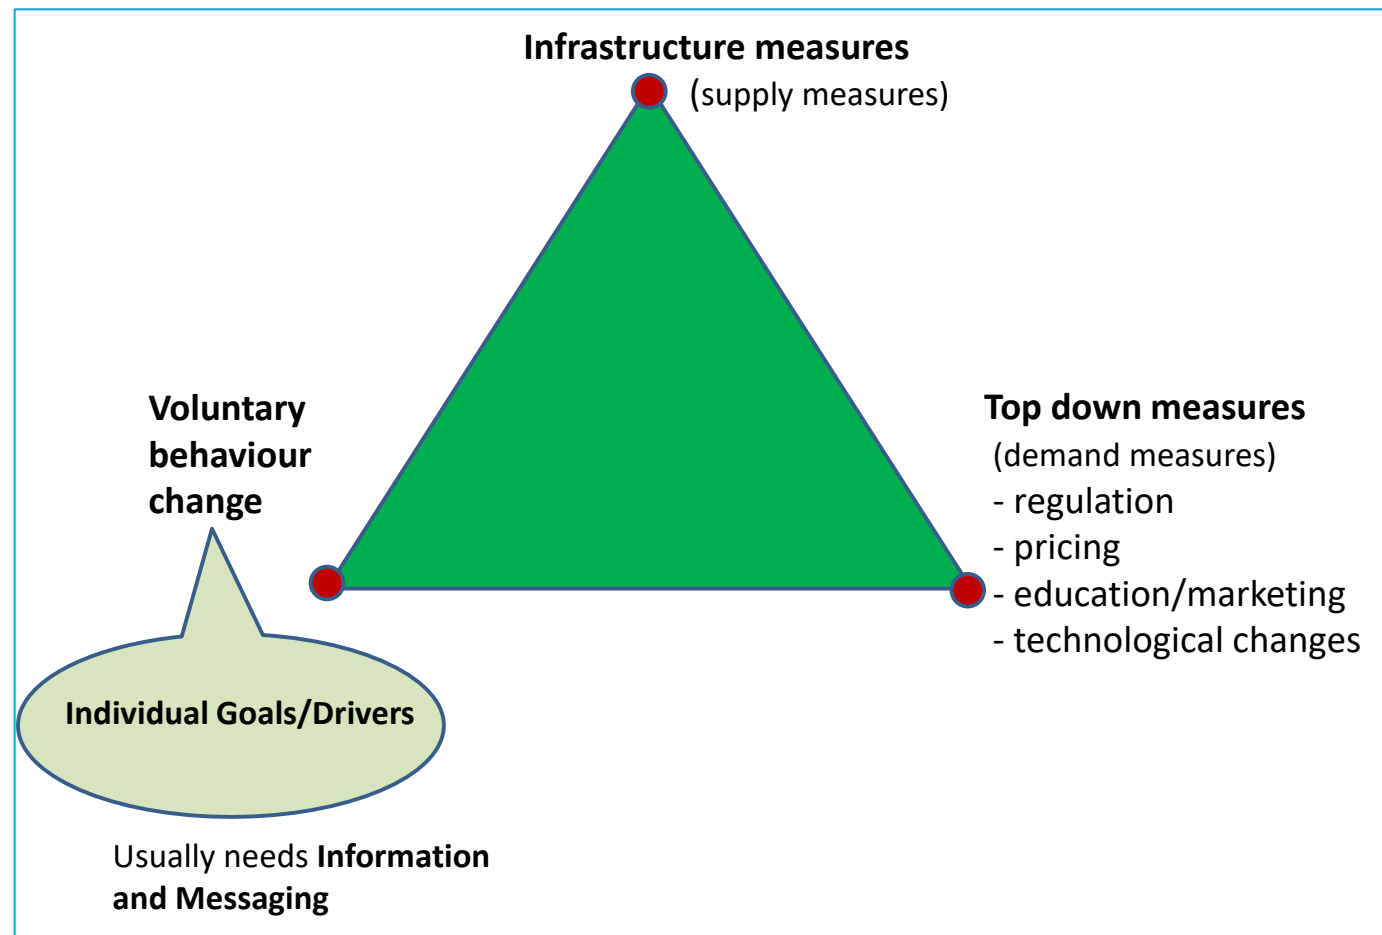 Infrastructure measures
(supply measures)
Voluntary
behaviour
change
Top down measures
(demand measures)
- regulation
- pricing
- education/marketing
- technological changes
Individual Goals/Drivers
Usually needs Information
and Messaging